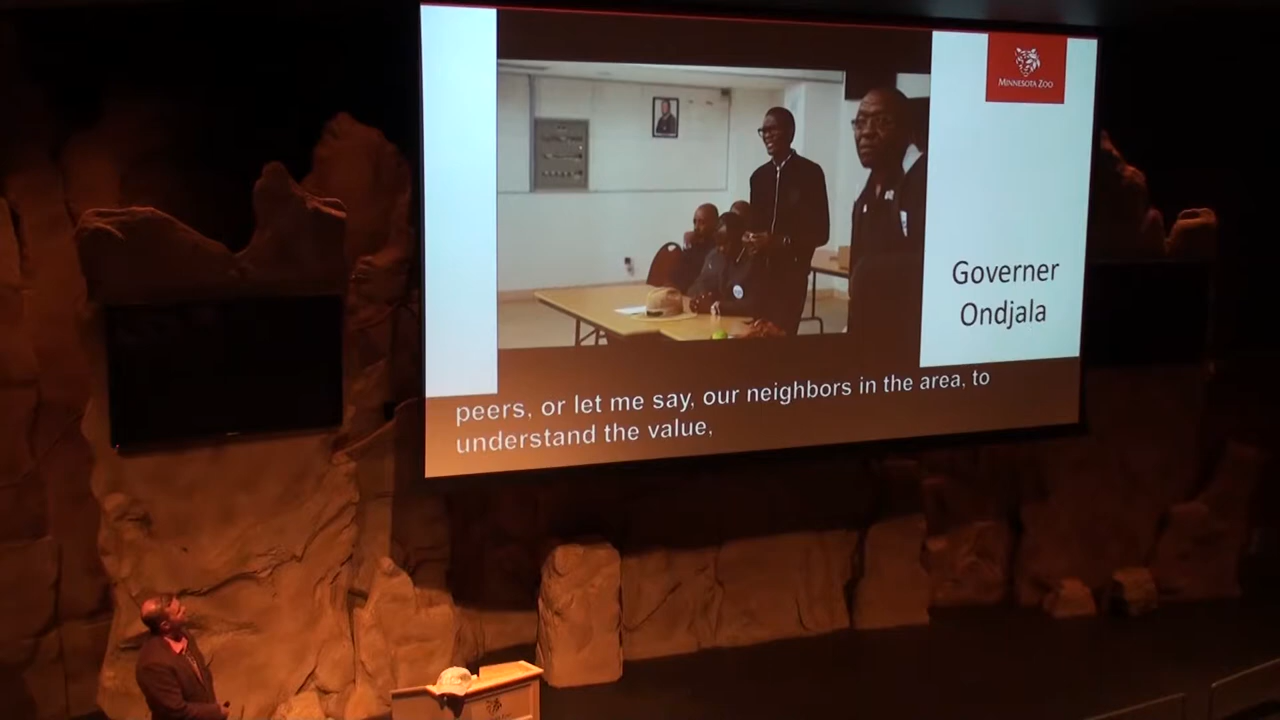 MINNESOTA ZOO
Governer
Ondjala
peers, or let me say, our neighbors in the area, to
understand the value,